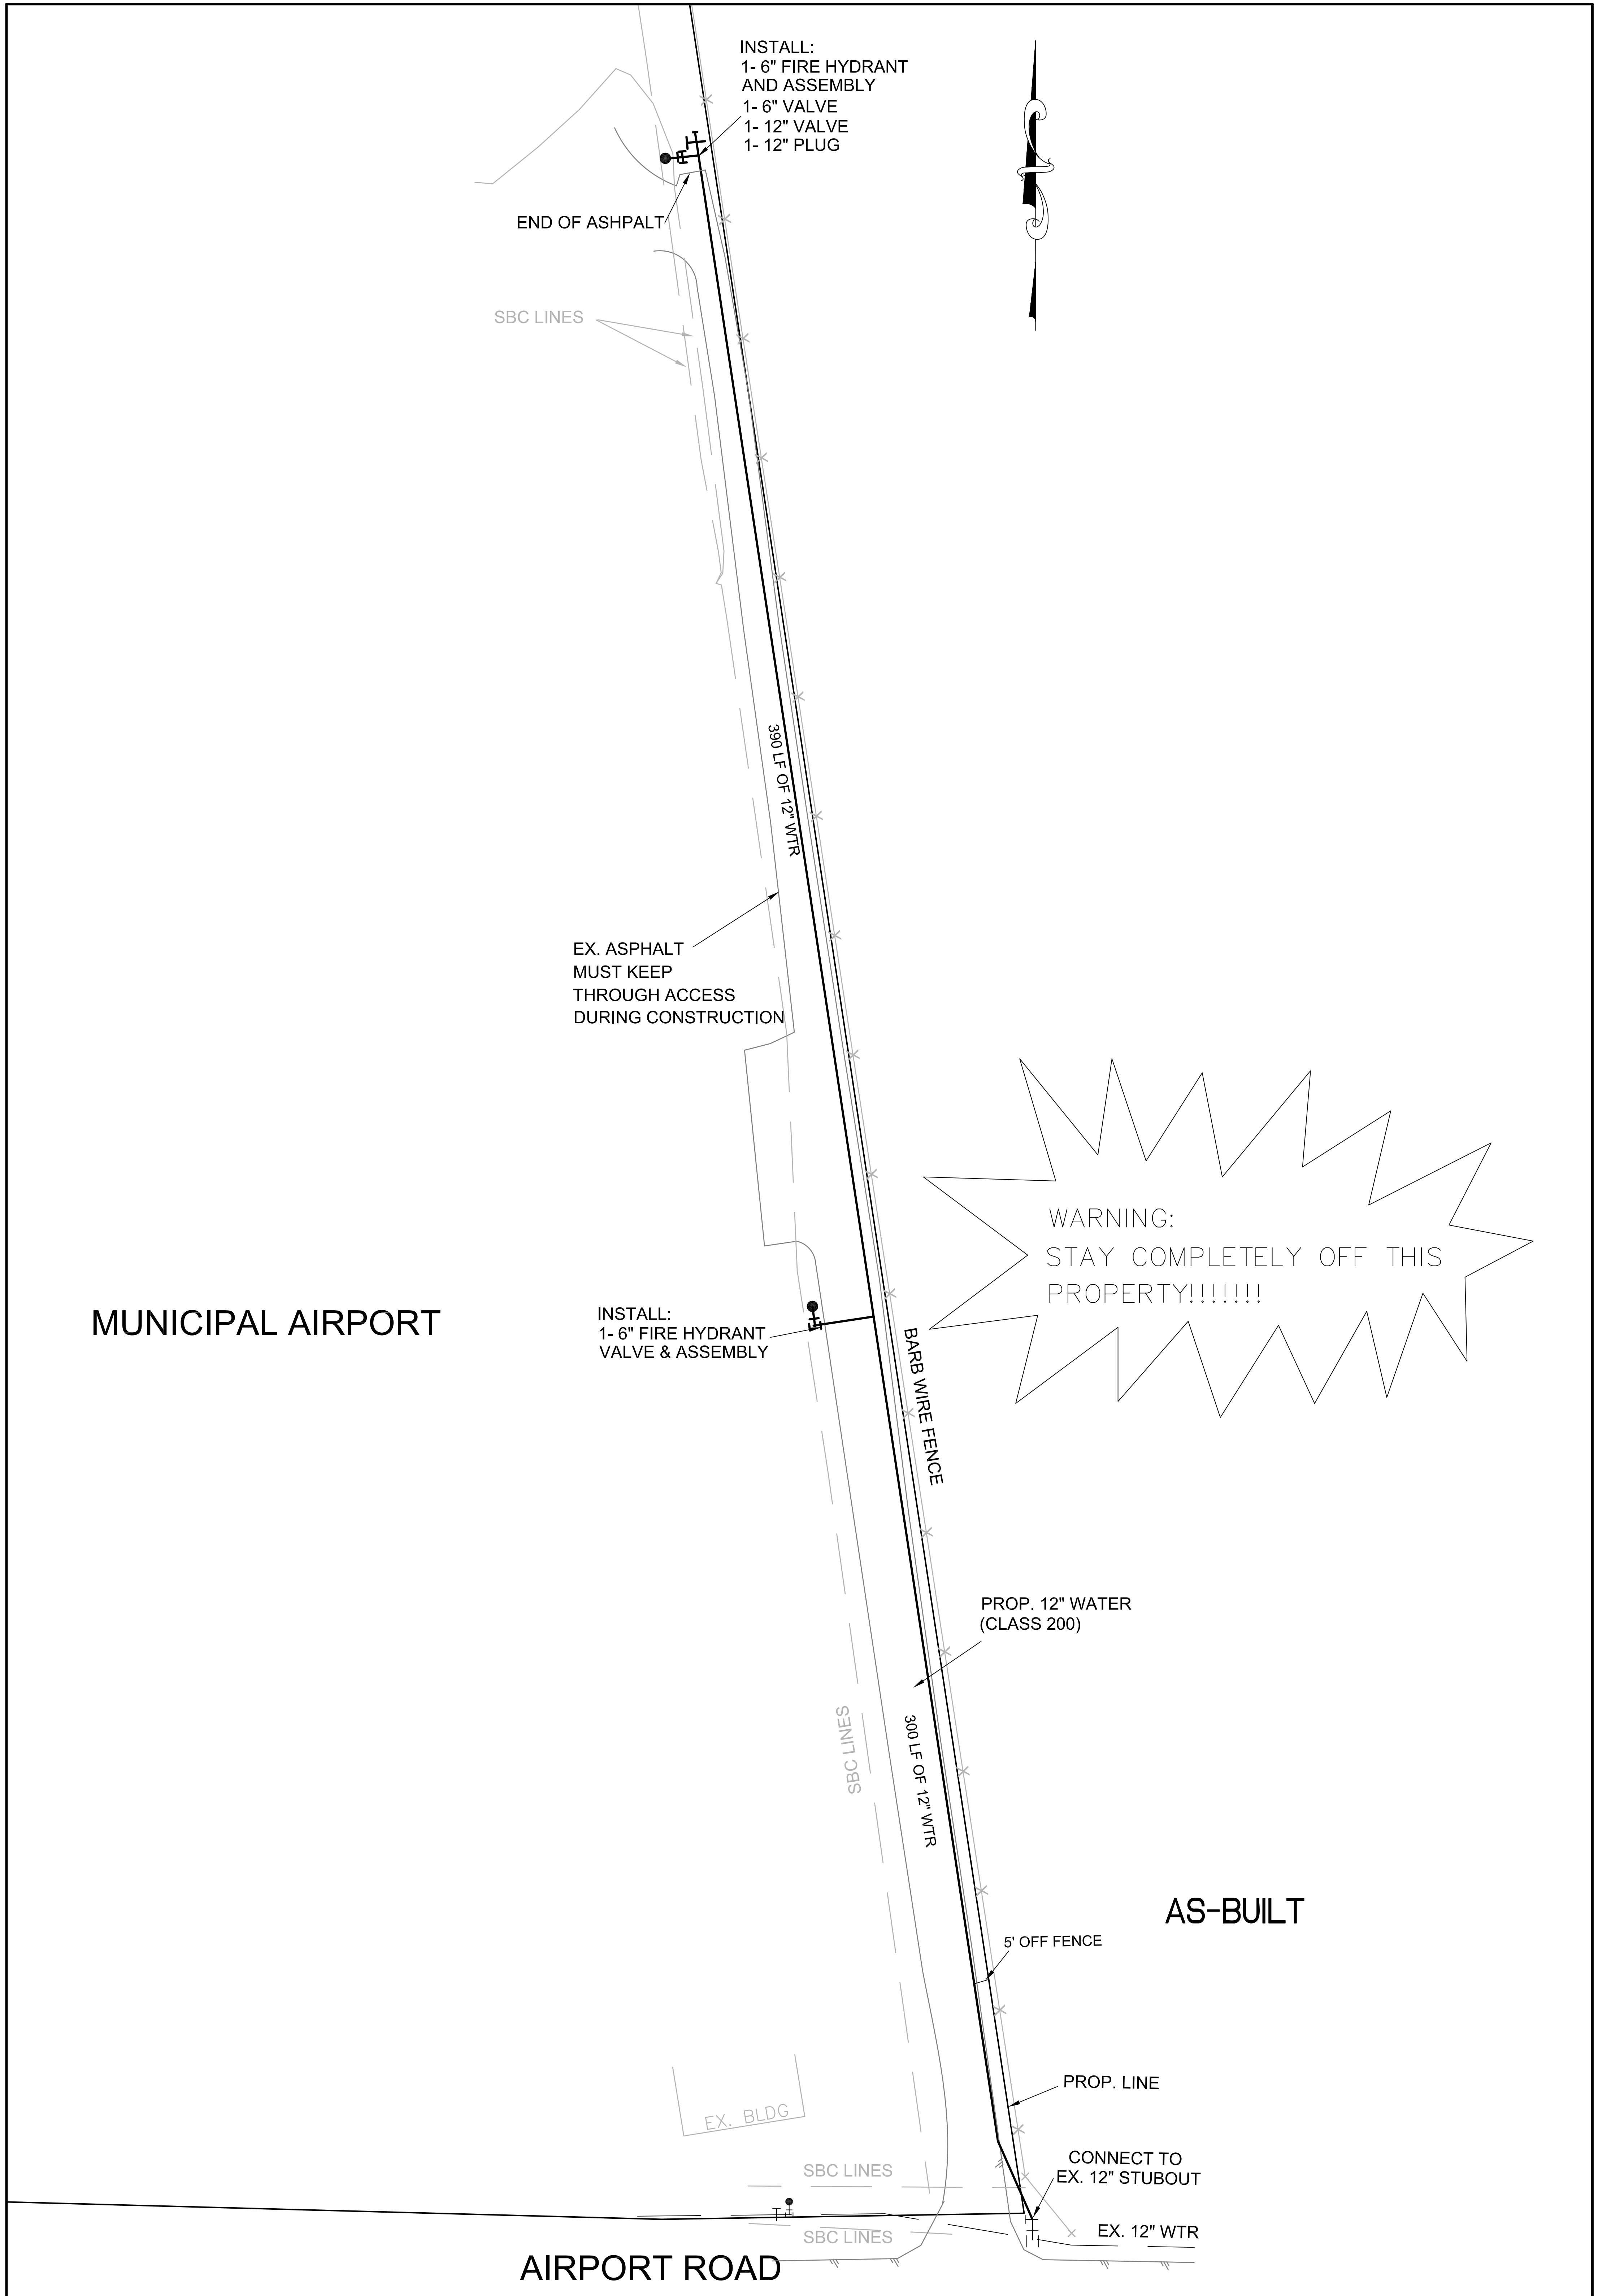 INSTALL:
1- 6" FIRE HYDRANT
AND ASSEMBLY
1- 6" VALVE
1- 12" VALVE
1- 12" PLUG
END OF ASHPALT
SBC LINES
390 LF OF 12" WTR
EX. ASPHALT
MUST KEEP
THROUGH ACCESS
DURING CONSTRUCTION
WARNING:
STAY COMPLETELY OFF THIS
PROPERTY!!!!!!!
MUNICIPAL AIRPORT
INSTALL:
1- 6" FIRE HYDRANT
VALVE & ASSEMBLY
BARB WIRE FENCE
PROP. 12" WATER
(CLASS 200)
SBC LINES
300 LF OF 12" WTR
AS-BUILT
5' OFF FENCE
PROP. LINE
EX. BLDG
CONNECT TO
EX. 12" STUBOUT
SBC LINES
EX. 12" WTR
SBC LINES
AIRPORT ROAD